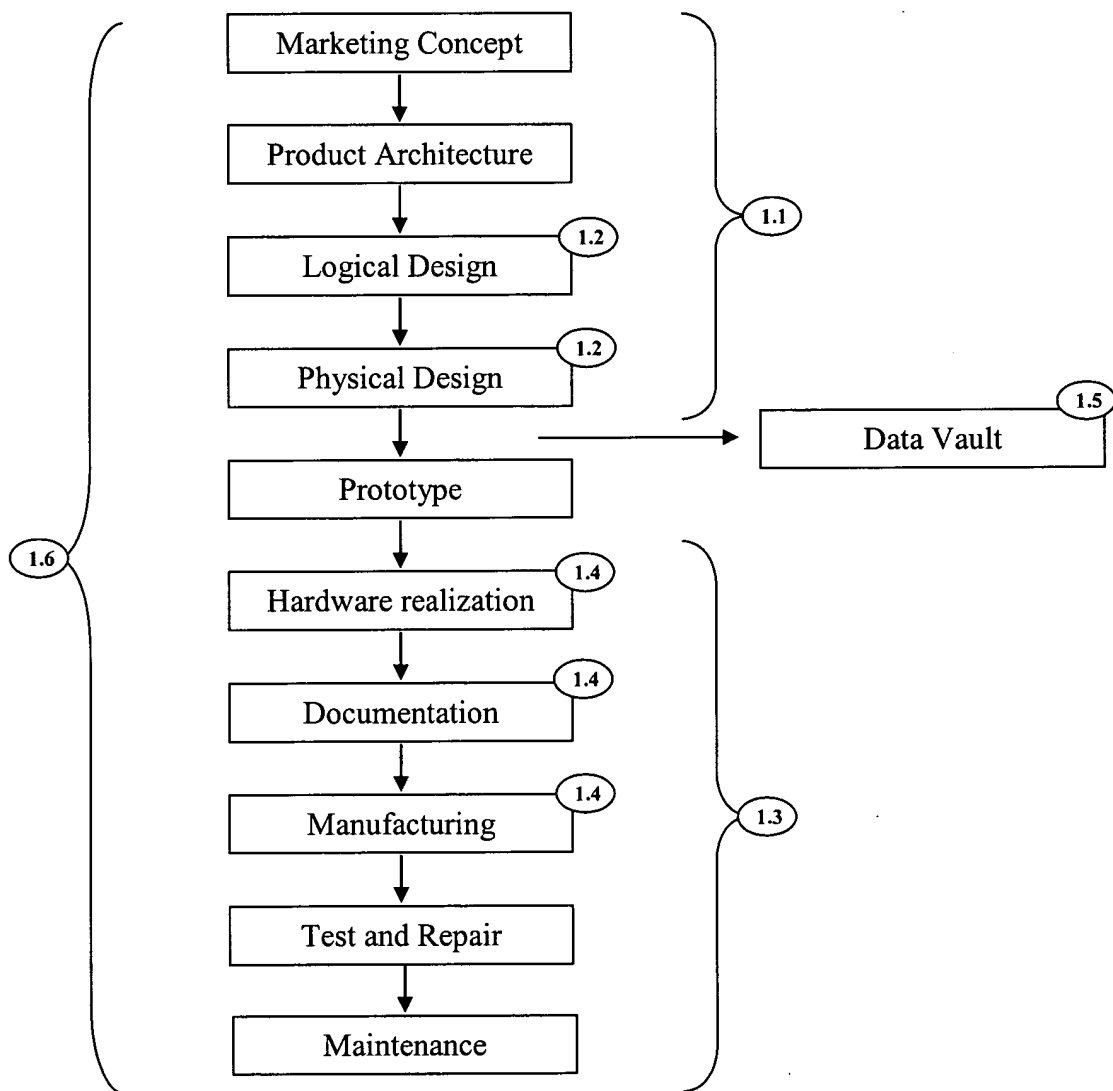 Marketing Concept
Product Architecture
1.1
1.2
Logical Design
1.2
Physical Design
1.5
Data Vault
Prototype
1.6
1.4
Hardware realization
1.4
Documentation
1.4
Manufacturing
1.3
Test and Repair
Maintenance